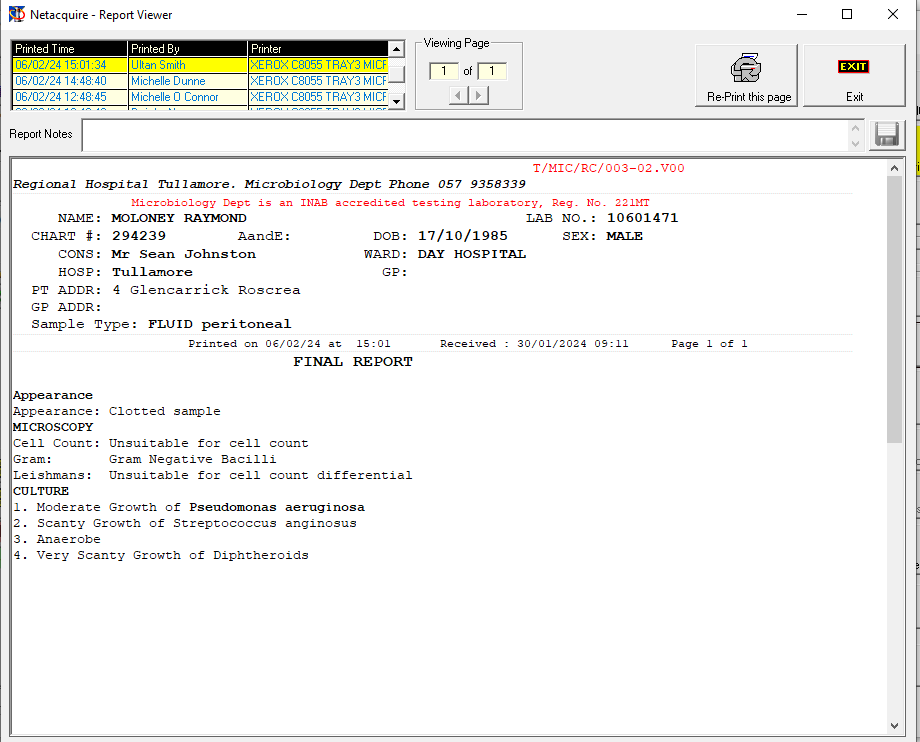 Netacquire - Report Viewer
Printed Time Printed By Printer
06/02/24 15:01:34 Ultan Smith XEROX C8055 TRAY3 MICF
06/02/24 14:48:40 Michelle Dunne XEROX C8055 TRAY3 MICF
06/02/24 12:48:45 Michelle O Connor XEROX C8055 TRAY3 MICF
Viewing Page
1 of 1
Re-Print this page
EXIT
Exit
Report Notes
T/MIC/RC/003-02.V00
Regional Hospital Tullamore. Microbiology Dept Phone 057 9358339
Microbiology Dept is an INAB accredited testing laboratory, Reg. No. 221MT
NAME: MOLONEY RAYMOND LAB NO.: 10601471
CHART #: 294239 AandE: DOB: 17/10/1985 SEX: MALE
CONS: Mr Sean Johnston WARD: DAY HOSPITAL
HOSP: Tullamore GP:
PT ADDR: 4 Glencarrick Roscrea
GP ADDR:
Sample Type: FLUID peritoneal
Printed on 06/02/24 at 15:01 Received : 30/01/2024 09:11 Page 1 of 1
FINAL REPORT
Appearance
Appearance: Clotted sample
MICROSCOPY
Cell Count: Unsuitable for cell count
Gram: Gram Negative Bacilli
Leishmans: Unsuitable for cell count differential
CULTURE
1. Moderate Growth of Pseudomonas aeruginosa
2. Scanty Growth of Streptococcus anginosus
3. Anaerobe
4. Very Scanty Growth of Diphtheroids